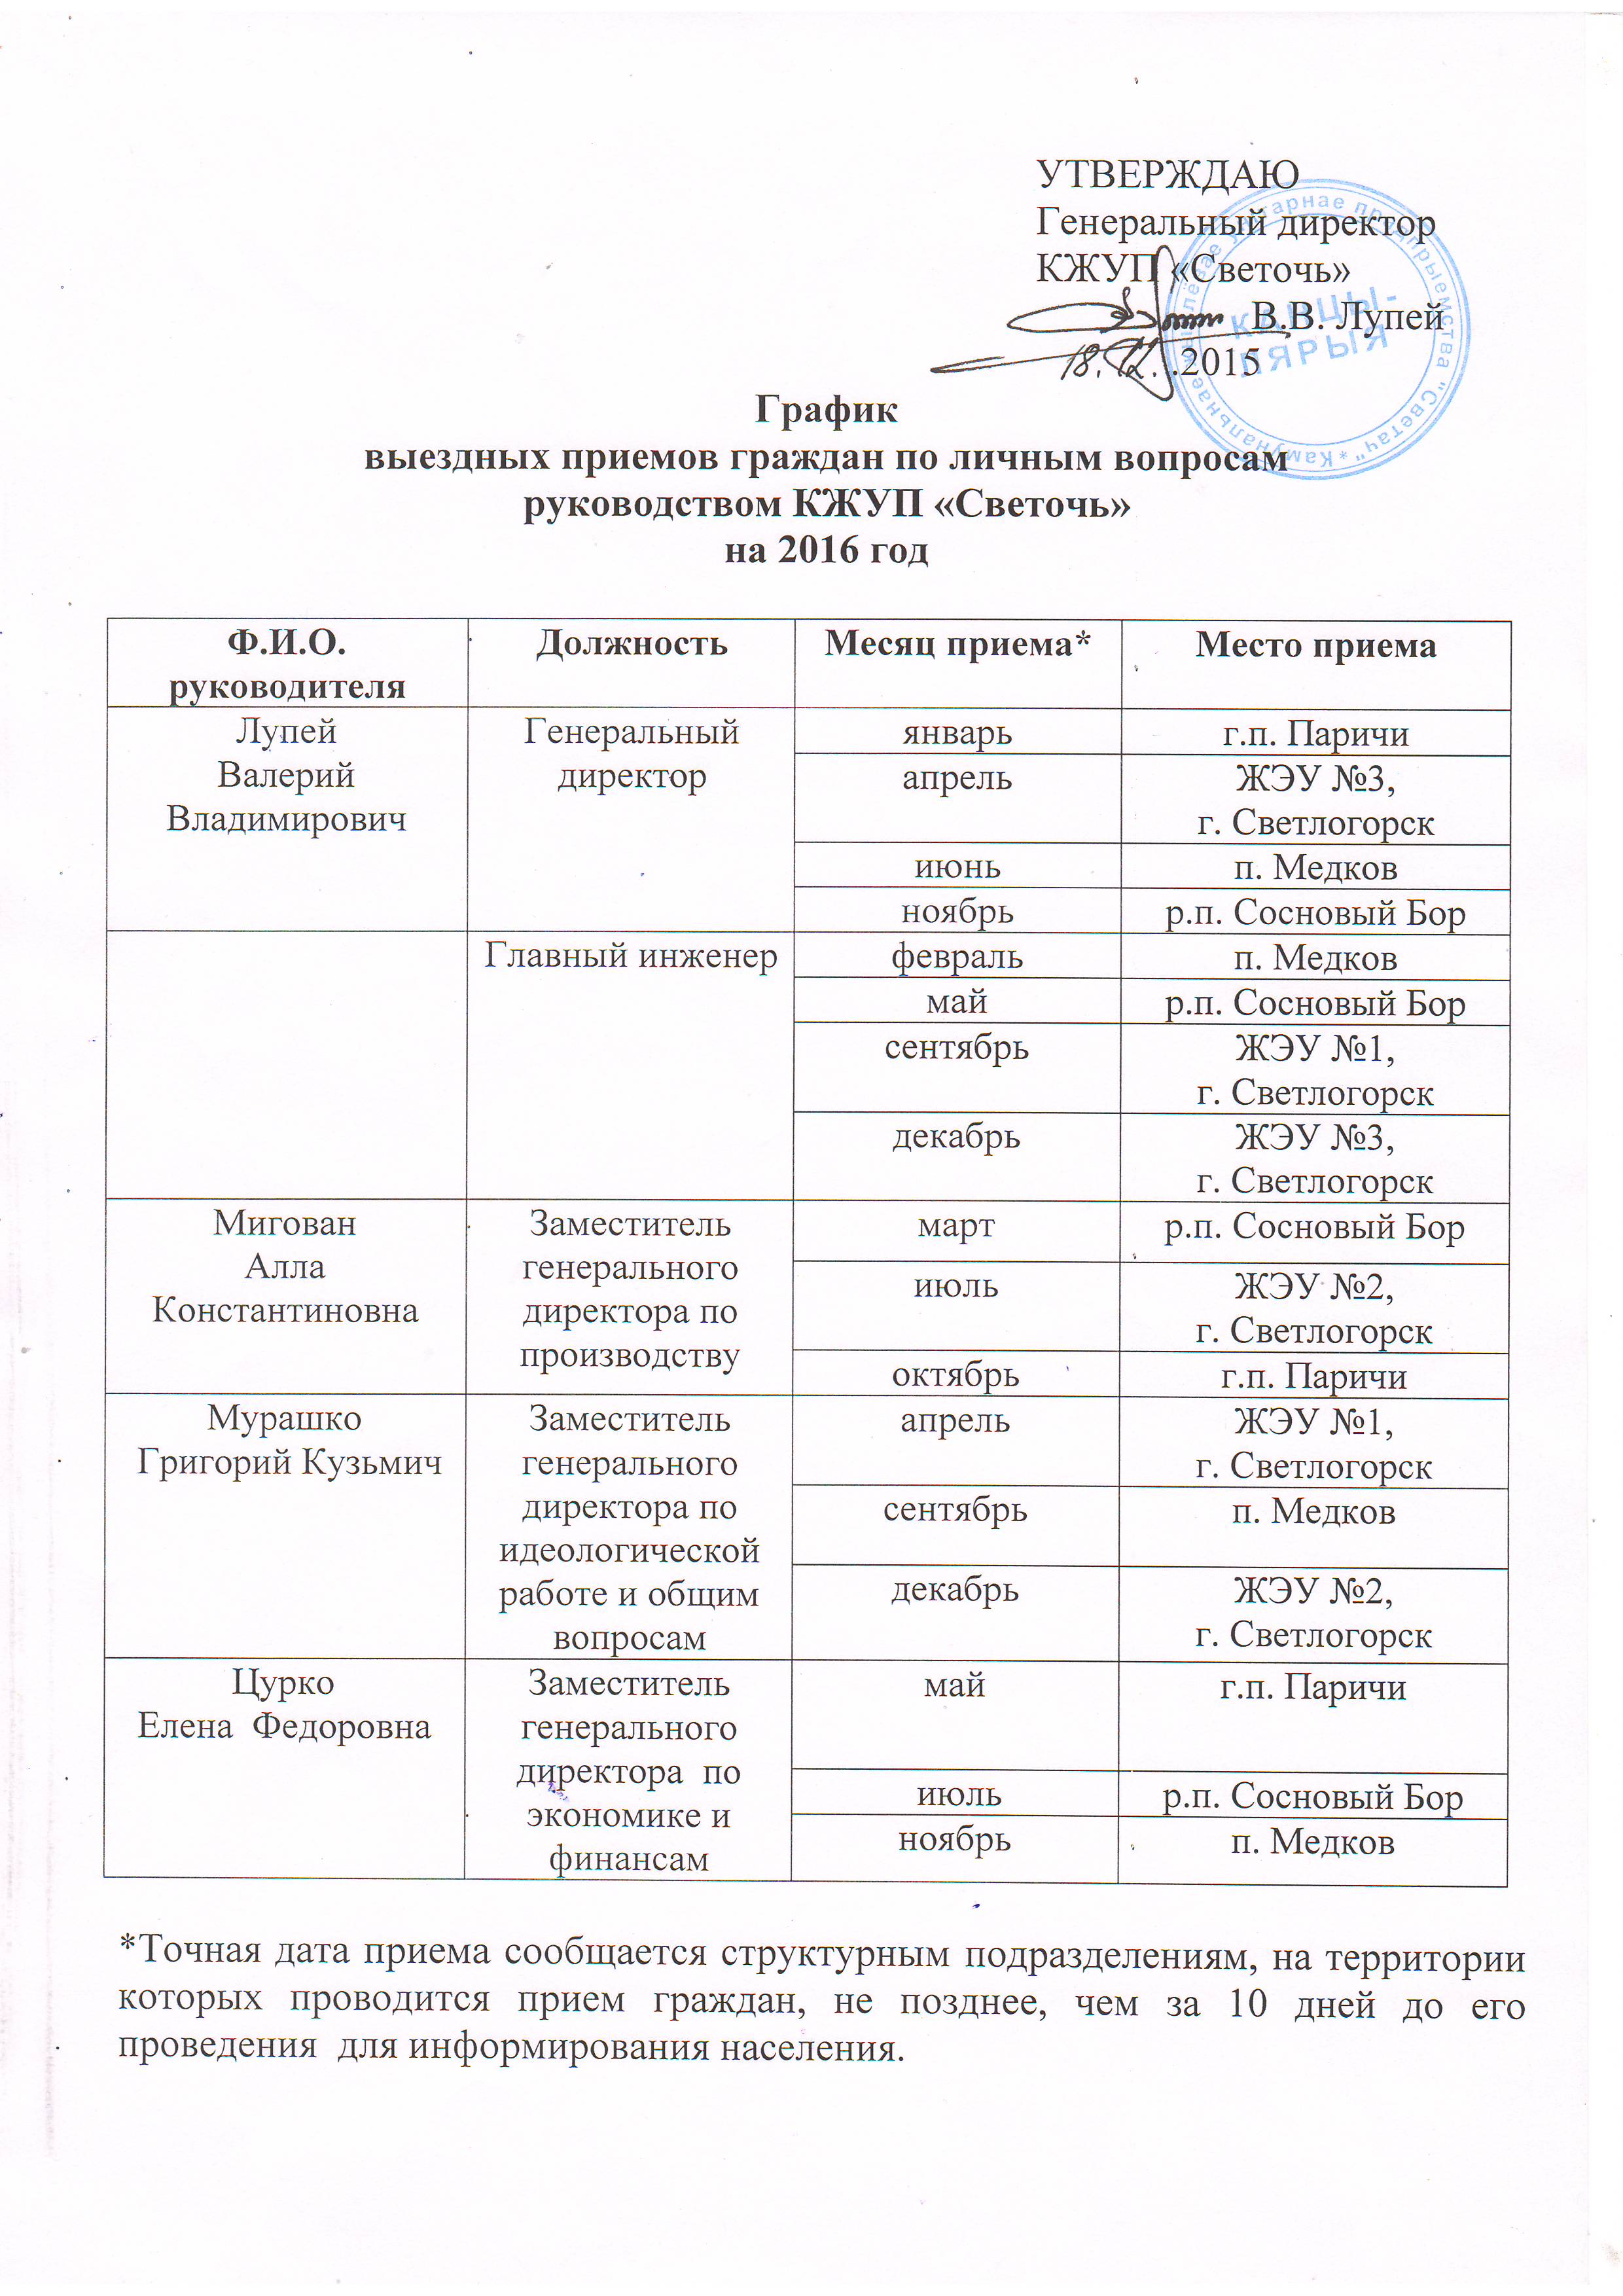 УТВЕРЖДАЮ
Генеральный директор
КЖУП «Светочь»
В.В. Лупей
18. .2015
Камунальнае унітарнае прадпрыемства "Светач" *
КАНЦЫ-
ЛЯРЫЯ
График
выездных приемов граждан по личным вопросам
руководством КЖУП «Светочь»
на 2016 год
Ф.И.О.
руководителя
Должность
Месяц приема*
Место приема
Лупей
Валерий
Владимирович
Генеральный
директор
январь
г.п. Паричи
апрель
ЖЭУ №3,
г. Светлогорск
июнь
п. Медков
ноябрь
р.п. Сосновый Бор
Главный инженер
февраль
п. Медков
май
р.п. Сосновый Бор
сентябрь
ЖЭУ №1,
г. Светлогорск
декабрь
ЖЭУ №3,
г. Светлогорск
Мигован
Алла
Константиновна
Заместитель
генерального
директора по
производству
март
р.п. Сосновый Бор
июль
ЖЭУ №2,
г. Светлогорск
октябрь
г.п. Паричи
Мурашко
Григорий Кузьмич
Заместитель
генерального
директора по
идеологической
работе и общим
вопросам
апрель
ЖЭУ №1,
г. Светлогорск
сентябрь
п. Медков
декабрь
ЖЭУ №2,
г. Светлогорск
Цурко
Елена Федоровна
Заместитель
генерального
директора по
экономике и
финансам
май
г.п. Паричи
июль
р.п. Сосновый Бор
ноябрь
п. Медков
*Точная дата приема сообщается структурным подразделениям, на территории
которых проводится прием граждан, не позднее, чем за 10 дней до его
проведения для информирования населения.